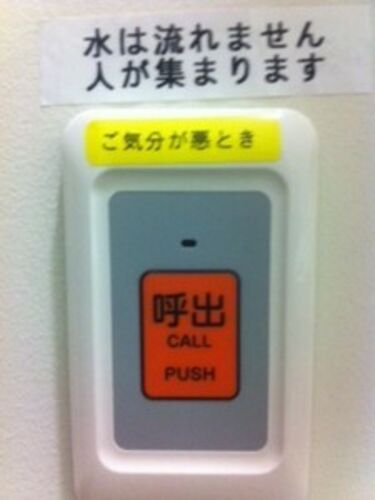 水は流れません
人が集まります
ご気分が悪とき
呼出
CALL
PUSH